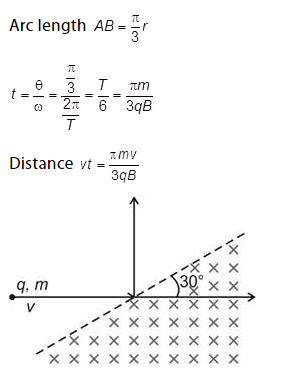 Arc length AB = π/3 r
t = θ/ω = (π/3)/(2π/T) = T/6 = πm/3qB
Distance vt = πmv/3qB
30°
q, m
v